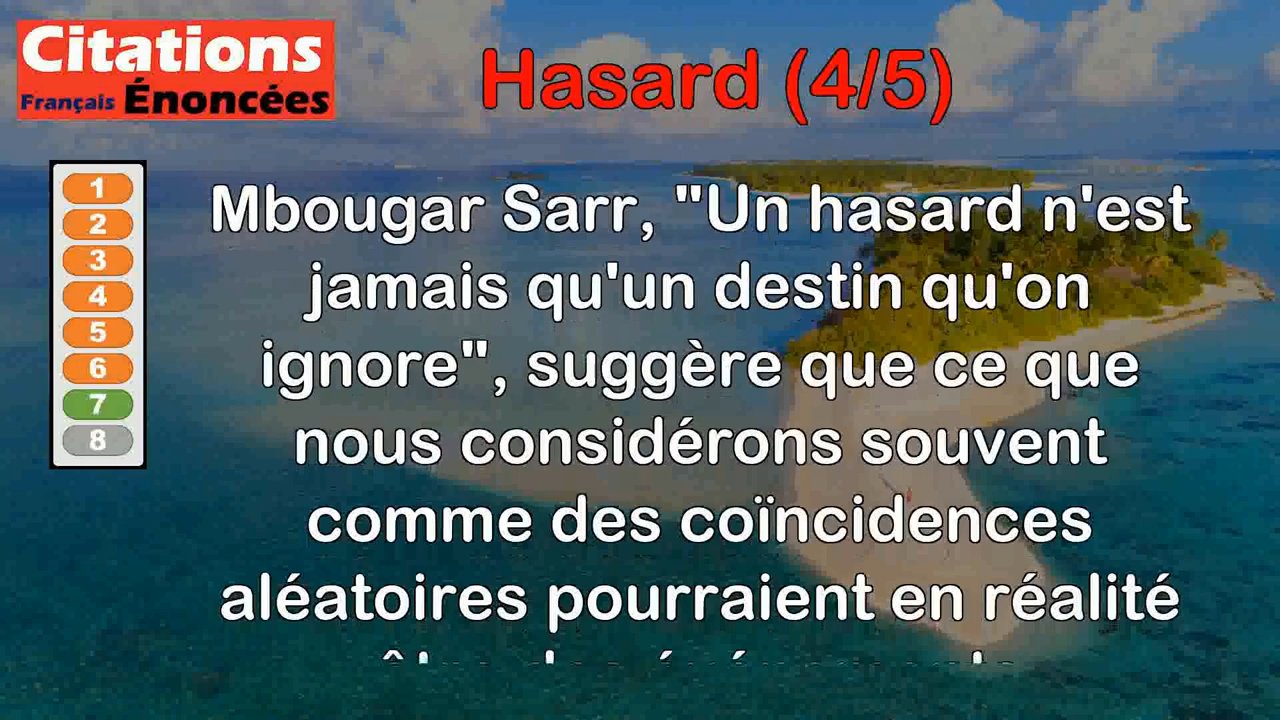 Citations
Français Énoncées
Hasard (4/5)
1
2
3
4
5
6
7
8
Mbougar Sarr, "Un hasard n'est
jamais qu'un destin qu'on
ignore", suggère que ce que
nous considérons souvent
comme des coïncidences
aléatoires pourraient en réalité